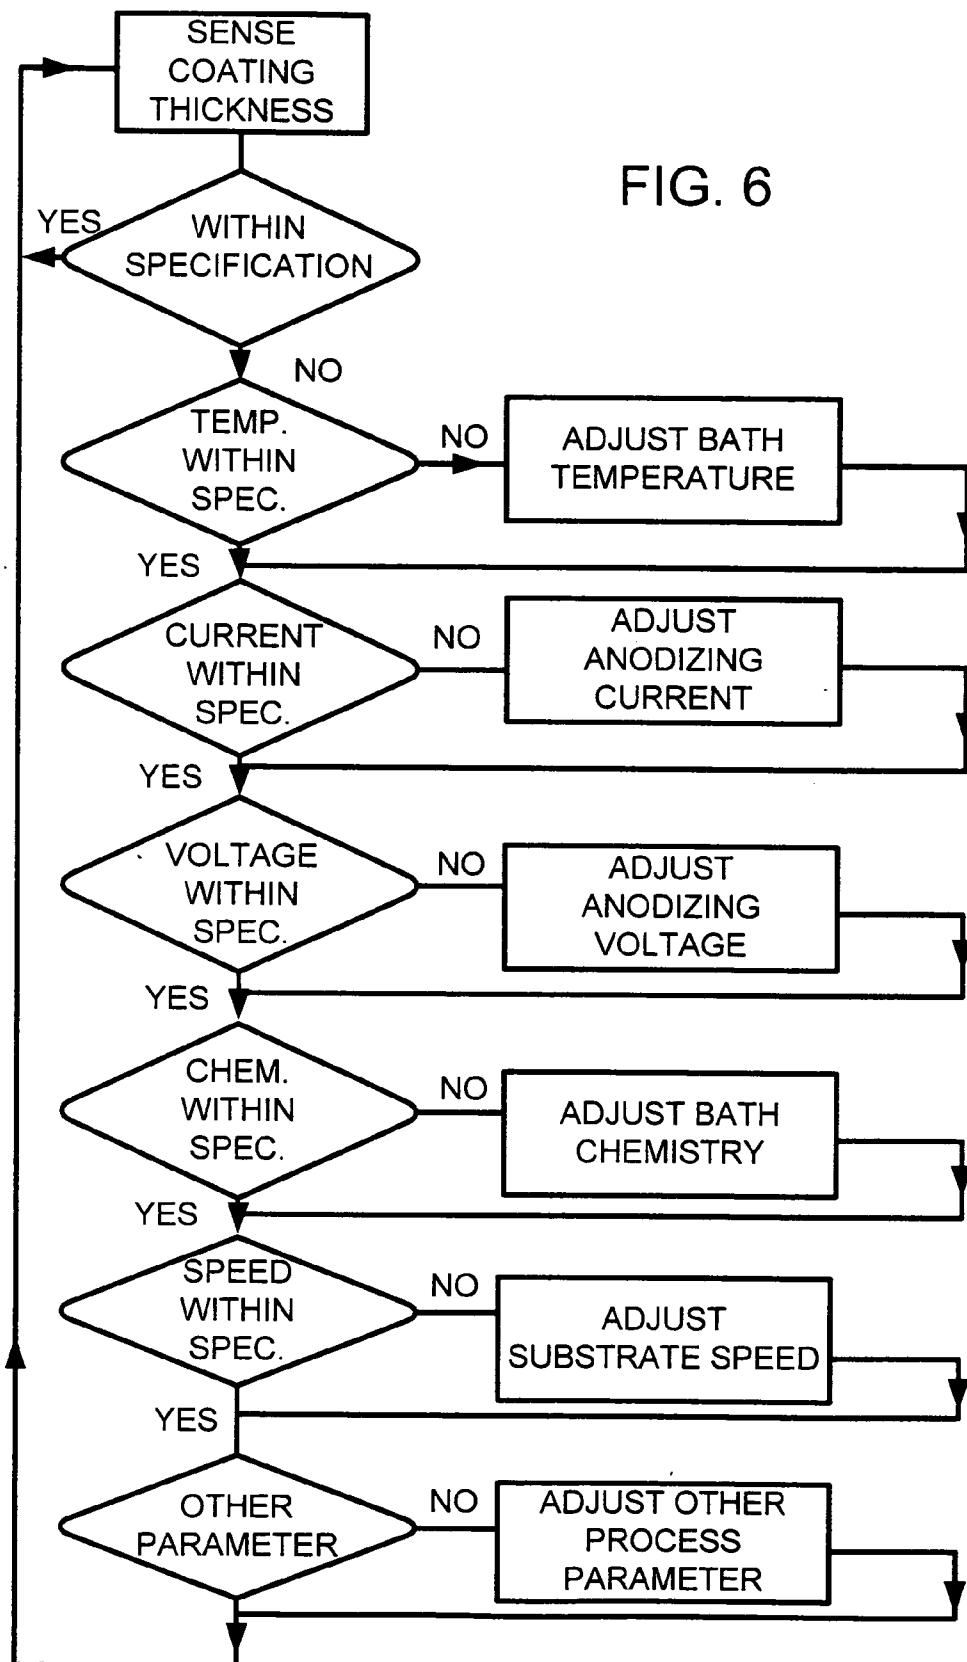 SENSE
COATING
THICKNESS
FIG. 6
YES
WITHIN
SPECIFICATION
NO
TEMP.
WITHIN
SPEC.
NO
ADJUST BATH
TEMPERATURE
YES
CURRENT
WITHIN
SPEC.
NO
ADJUST
ANODIZING
CURRENT
YES
VOLTAGE
WITHIN
SPEC.
NO
ADJUST
ANODIZING
VOLTAGE
YES
CHEM.
WITHIN
SPEC.
NO
ADJUST BATH
CHEMISTRY
YES
SPEED
WITHIN
SPEC.
NO
ADJUST
SUBSTRATE SPEED
YES
OTHER
PARAMETER
NO
ADJUST OTHER
PROCESS
PARAMETER